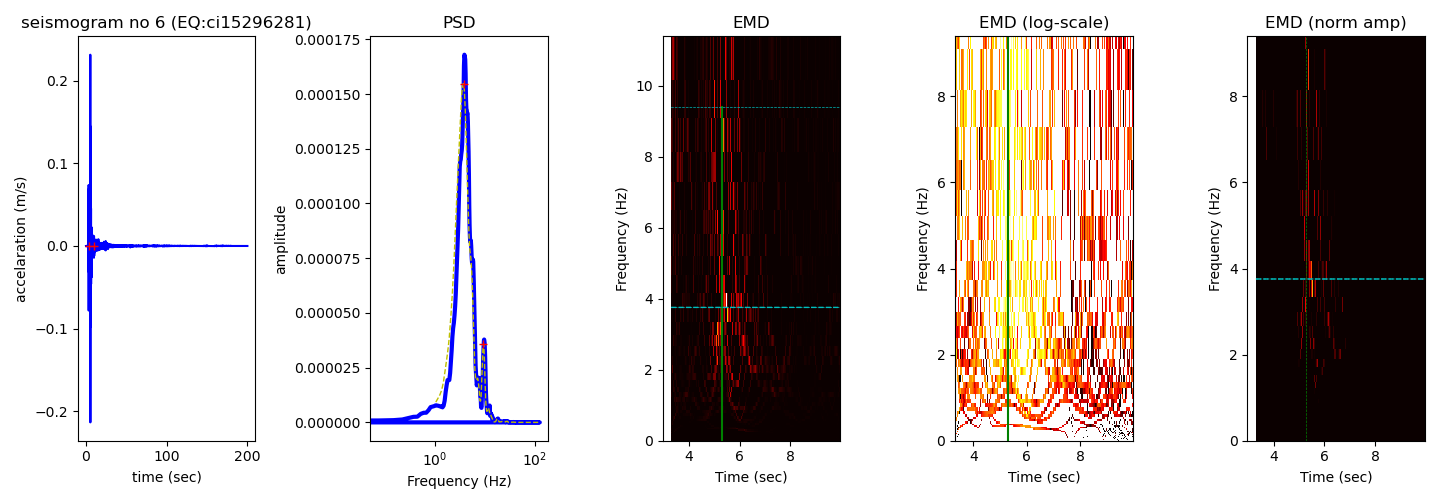 seismogram no 6 (EQ:ci15296281)
accelaration (m/s)
0.2
0.1
0.0
−0.1
−0.2
0
100
200
time (sec)
PSD
amplitude
0.000175
0.000150
0.000125
0.000100
0.000075
0.000050
0.000025
0.000000
10⁰
10²
Frequency (Hz)
EMD
Frequency (Hz)
10
8
6
4
2
0
4
6
8
Time (sec)
EMD (log-scale)
Frequency (Hz)
8
6
4
2
0
4
6
8
Time (sec)
EMD (norm amp)
Frequency (Hz)
8
6
4
2
0
4
6
8
Time (sec)